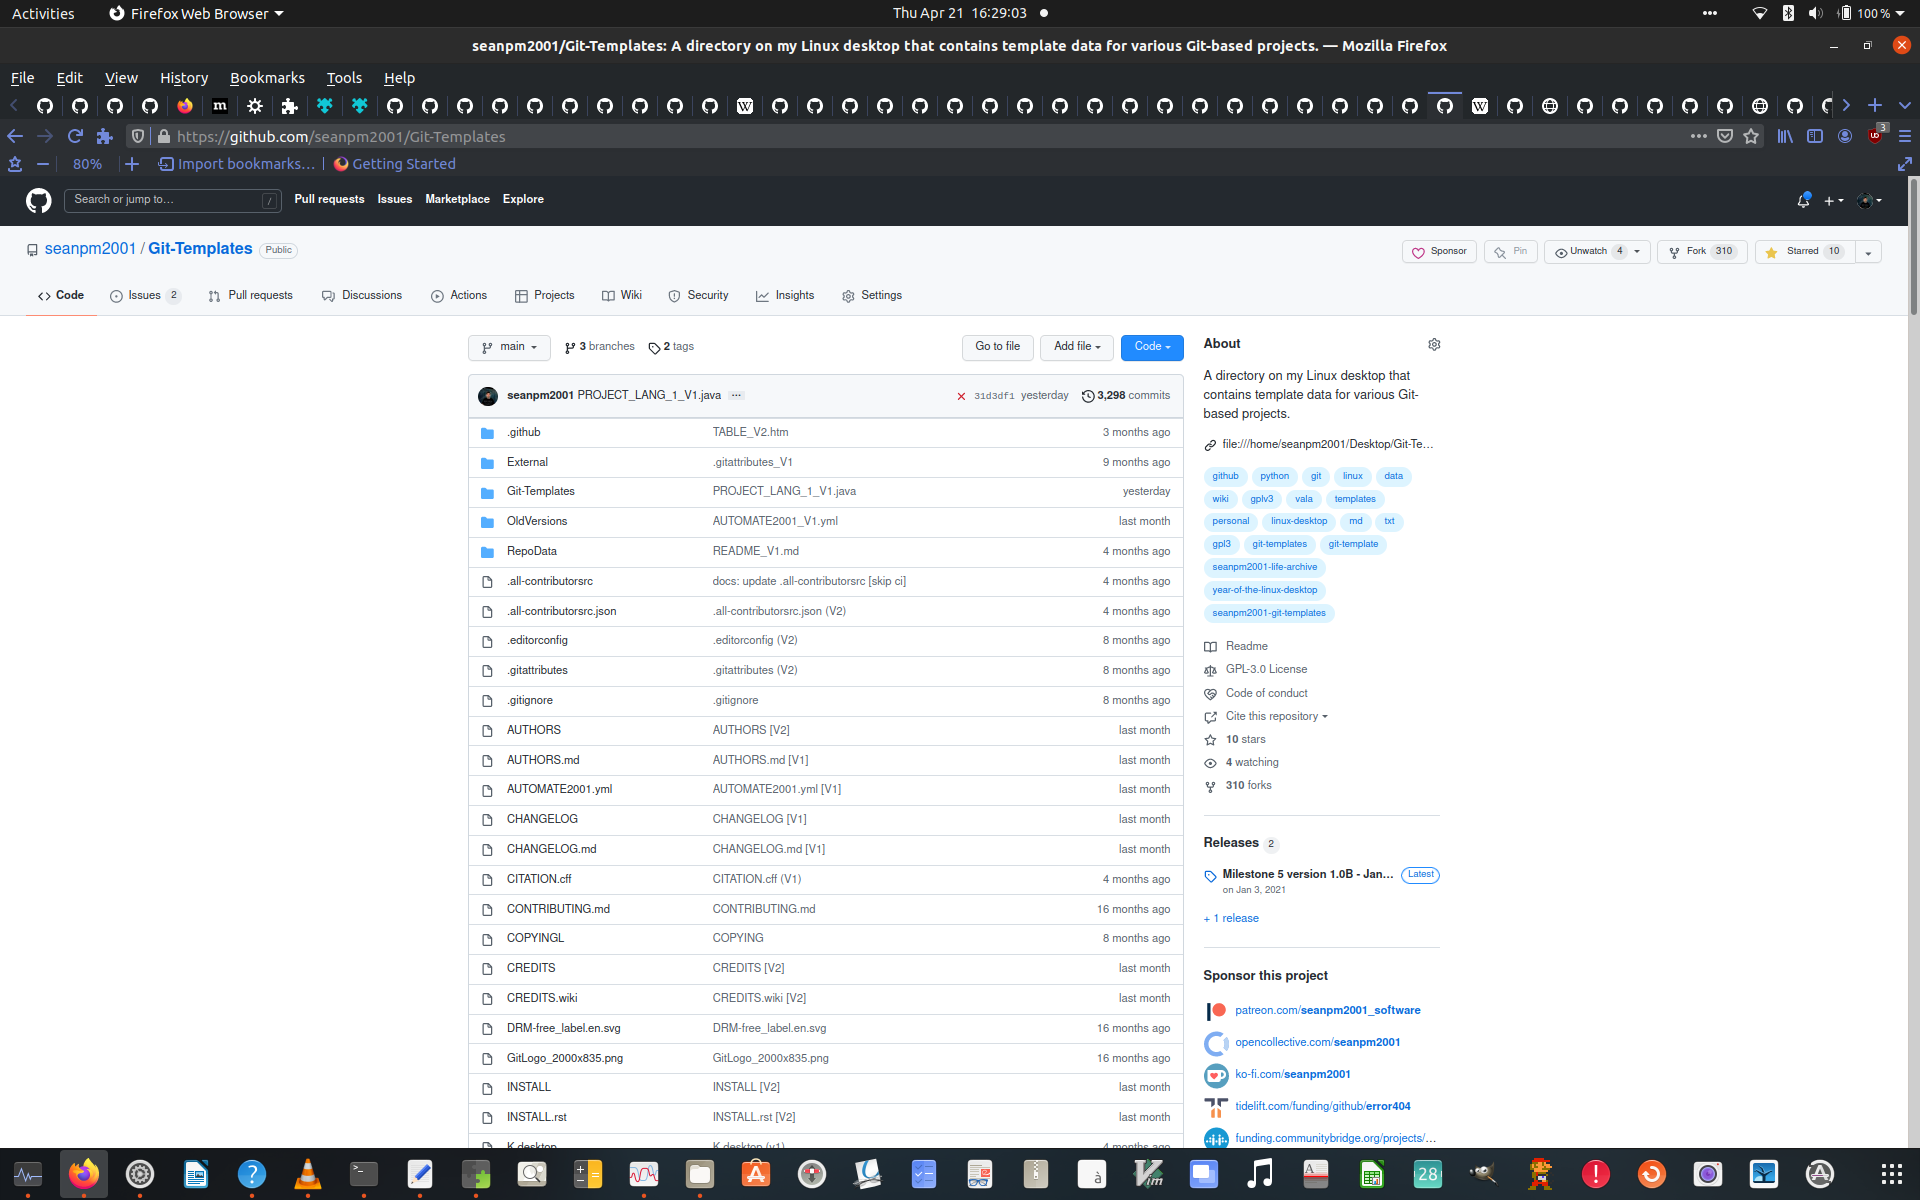 Activities
Firefox Web Browser
Thu Apr 21 16:29:03
100 %
seanpm2001/Git-Templates: A directory on my Linux desktop that contains template data for various Git-based projects. — Mozilla Firefox
File Edit View History Bookmarks Tools Help
https://github.com/seanpm2001/Git-Templates
3
80%
Import bookmarks…
Getting Started
Search or jump to…
/
Pull requests Issues Marketplace Explore
seanpm2001 / Git-Templates Public
Sponsor
Pin
Unwatch 4
Fork 310
Starred 10
Code
Issues 2
Pull requests
Discussions
Actions
Projects
Wiki
Security
Insights
Settings
main
3 branches
2 tags
Go to file
Add file
Code
seanpm2001 PROJECT_LANG_1_V1.java ...
31d3df1 yesterday
3,298 commits
.github TABLE_V2.htm 3 months ago
External .gitattributes_V1 9 months ago
Git-Templates PROJECT_LANG_1_V1.java yesterday
OldVersions AUTOMATE2001_V1.yml last month
RepoData README_V1.md 4 months ago
.all-contributorsrc docs: update .all-contributorsrc [skip ci] 4 months ago
.all-contributorsrc.json .all-contributorsrc.json (V2) 4 months ago
.editorconfig .editorconfig (V2) 8 months ago
.gitattributes .gitattributes (V2) 8 months ago
.gitignore .gitignore 8 months ago
AUTHORS AUTHORS [V2] last month
AUTHORS.md AUTHORS.md [V1] last month
AUTOMATE2001.yml AUTOMATE2001.yml [V1] last month
CHANGELOG CHANGELOG [V1] last month
CHANGELOG.md CHANGELOG.md [V1] last month
CITATION.cff CITATION.cff (V1) 4 months ago
CONTRIBUTING.md CONTRIBUTING.md 16 months ago
COPYINGL COPYING 8 months ago
CREDITS CREDITS [V2] last month
CREDITS.wiki CREDITS.wiki [V2] last month
DRM-free_label.en.svg DRM-free_label.en.svg 16 months ago
GitLogo_2000x835.png GitLogo_2000x835.png 16 months ago
INSTALL INSTALL [V2] last month
INSTALL.rst INSTALL.rst [V2] last month
K.desktop K.desktop (v1) 4 months ago
About
A directory on my Linux desktop that
contains template data for various Git-
based projects.
file:///home/seanpm2001/Desktop/Git-Te…
github python git linux data
wiki gplv3 vala templates
personal linux-desktop md txt
gpl3 git-templates git-template
seanpm2001-life-archive
year-of-the-linux-desktop
seanpm2001-git-templates
Readme
GPL-3.0 License
Code of conduct
Cite this repository
10 stars
4 watching
310 forks
Releases 2
Milestone 5 version 1.0B - Jan… Latest
on Jan 3, 2021
+ 1 release
Sponsor this project
patreon.com/seanpm2001_software
opencollective.com/seanpm2001
ko-fi.com/seanpm2001
tidelift.com/funding/github/error404
funding.communitybridge.org/projects/…
28